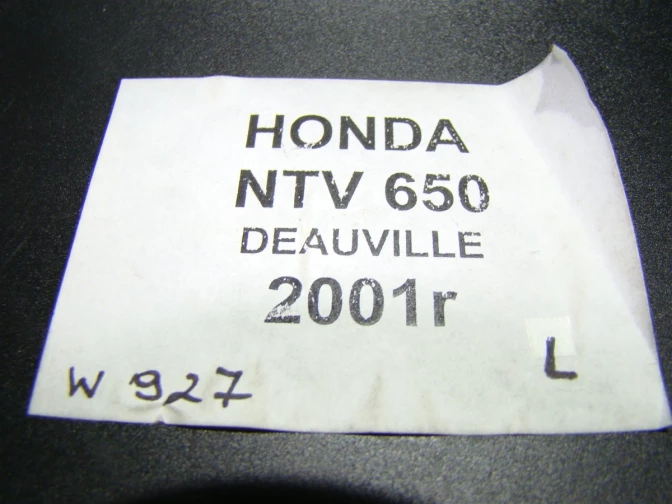 HONDA
NTV 650
DEAUVILLE
2001r
W 927
L